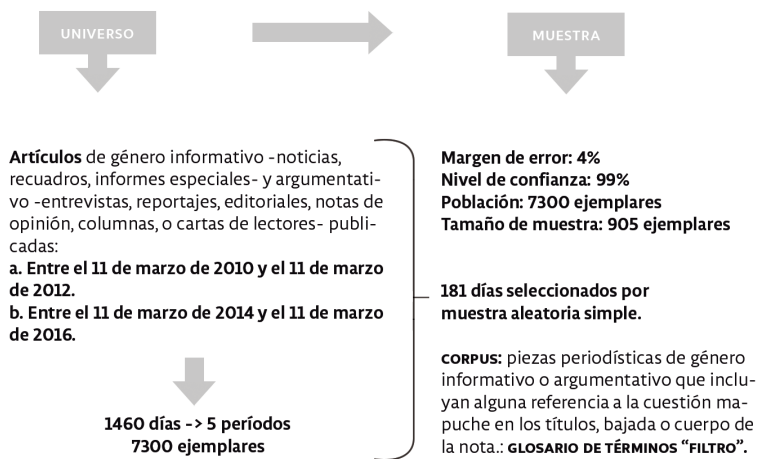 UNIVERSO
MUESTRA
Artículos de género informativo -noticias,
recuadros, informes especiales- y argumentati-
vo -entrevistas, reportajes, editoriales, notas de
opinión, columnas, o cartas de lectores- publi-
cadas:
a. Entre el 11 de marzo de 2010 y el 11 de marzo
de 2012.
b. Entre el 11 de marzo de 2014 y el 11 de marzo
de 2016.
1460 días -> 5 períodos
7300 ejemplares
Margen de error: 4%
Nivel de confianza: 99%
Población: 7300 ejemplares
Tamaño de muestra: 905 ejemplares
181 días seleccionados por
muestra aleatoria simple.
CORPUS: piezas periodísticas de género
informativo o argumentativo que inclu-
yan alguna referencia a la cuestión ma-
puche en los títulos, bajada o cuerpo de
la nota.: GLOSARIO DE TÉRMINOS “FILTRO”.